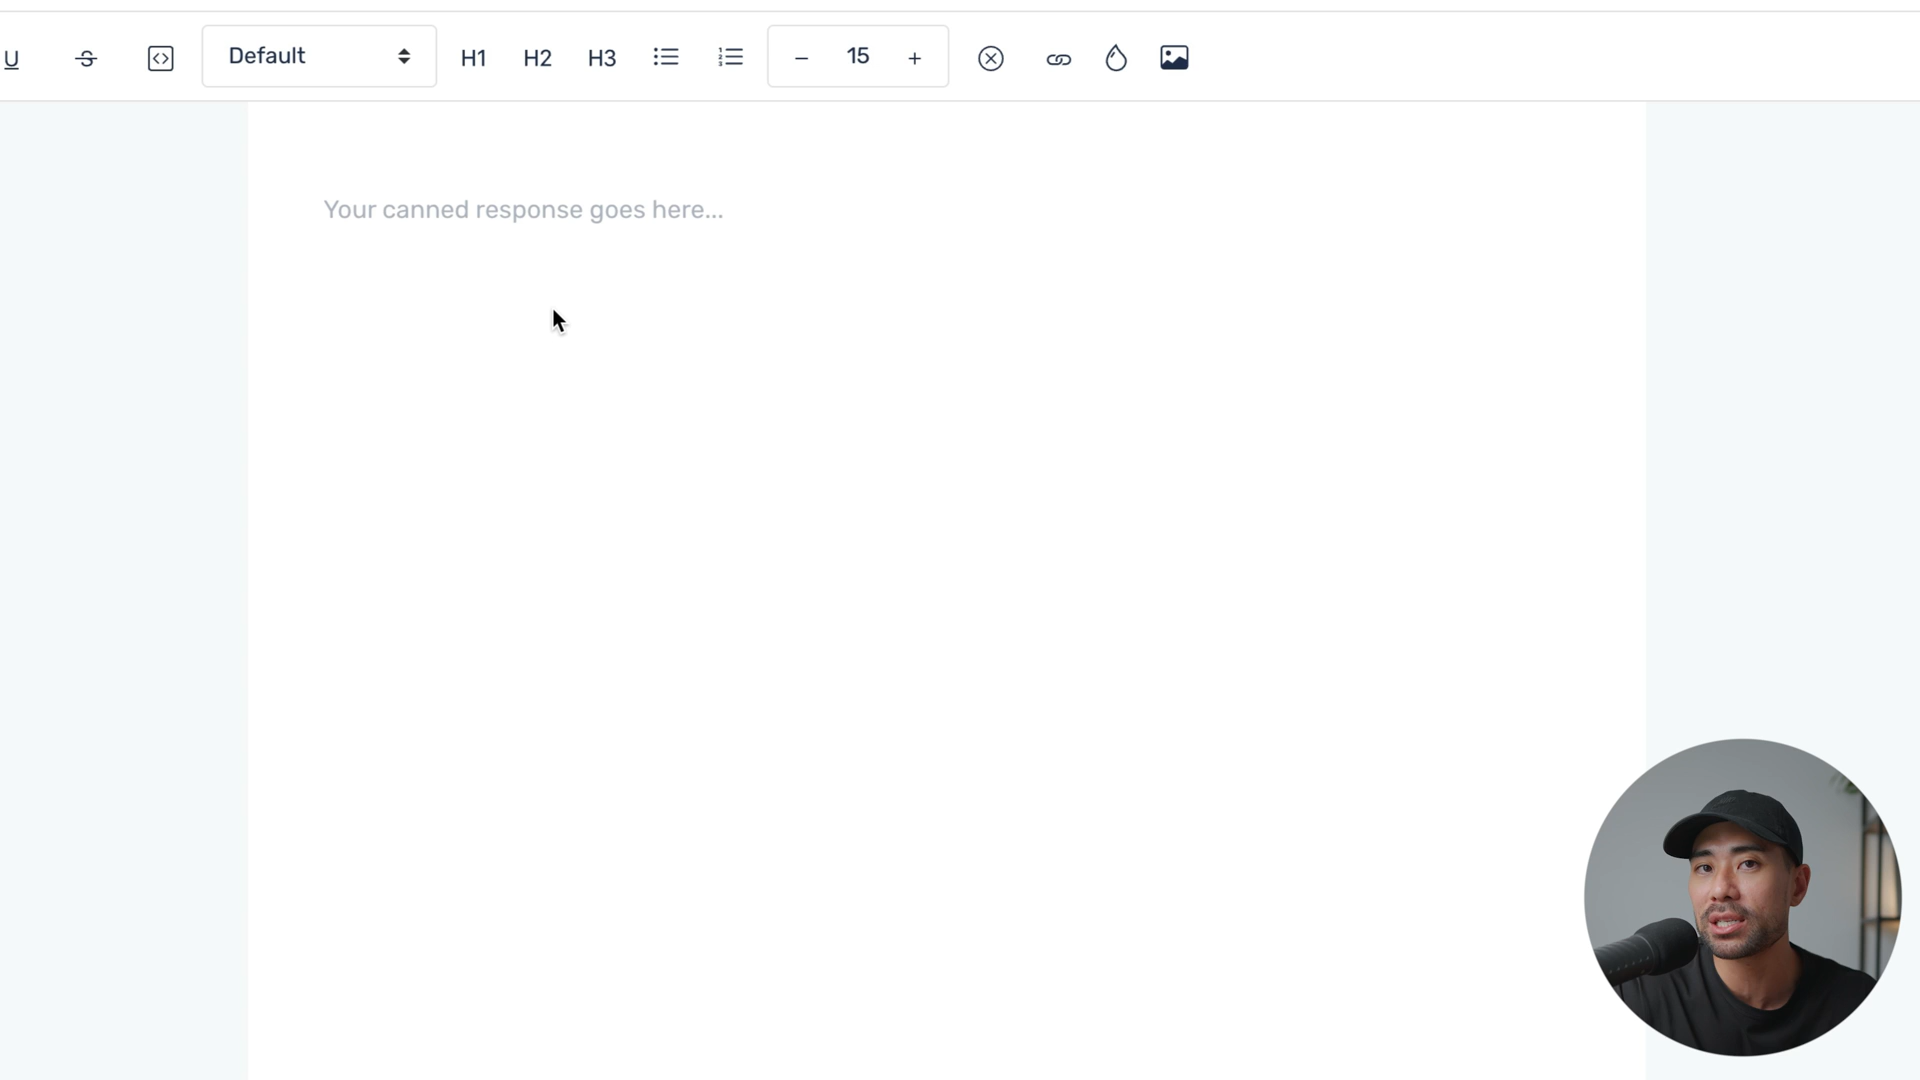 U S Default H1 H2 H3 − 15 +
Your canned response goes here...